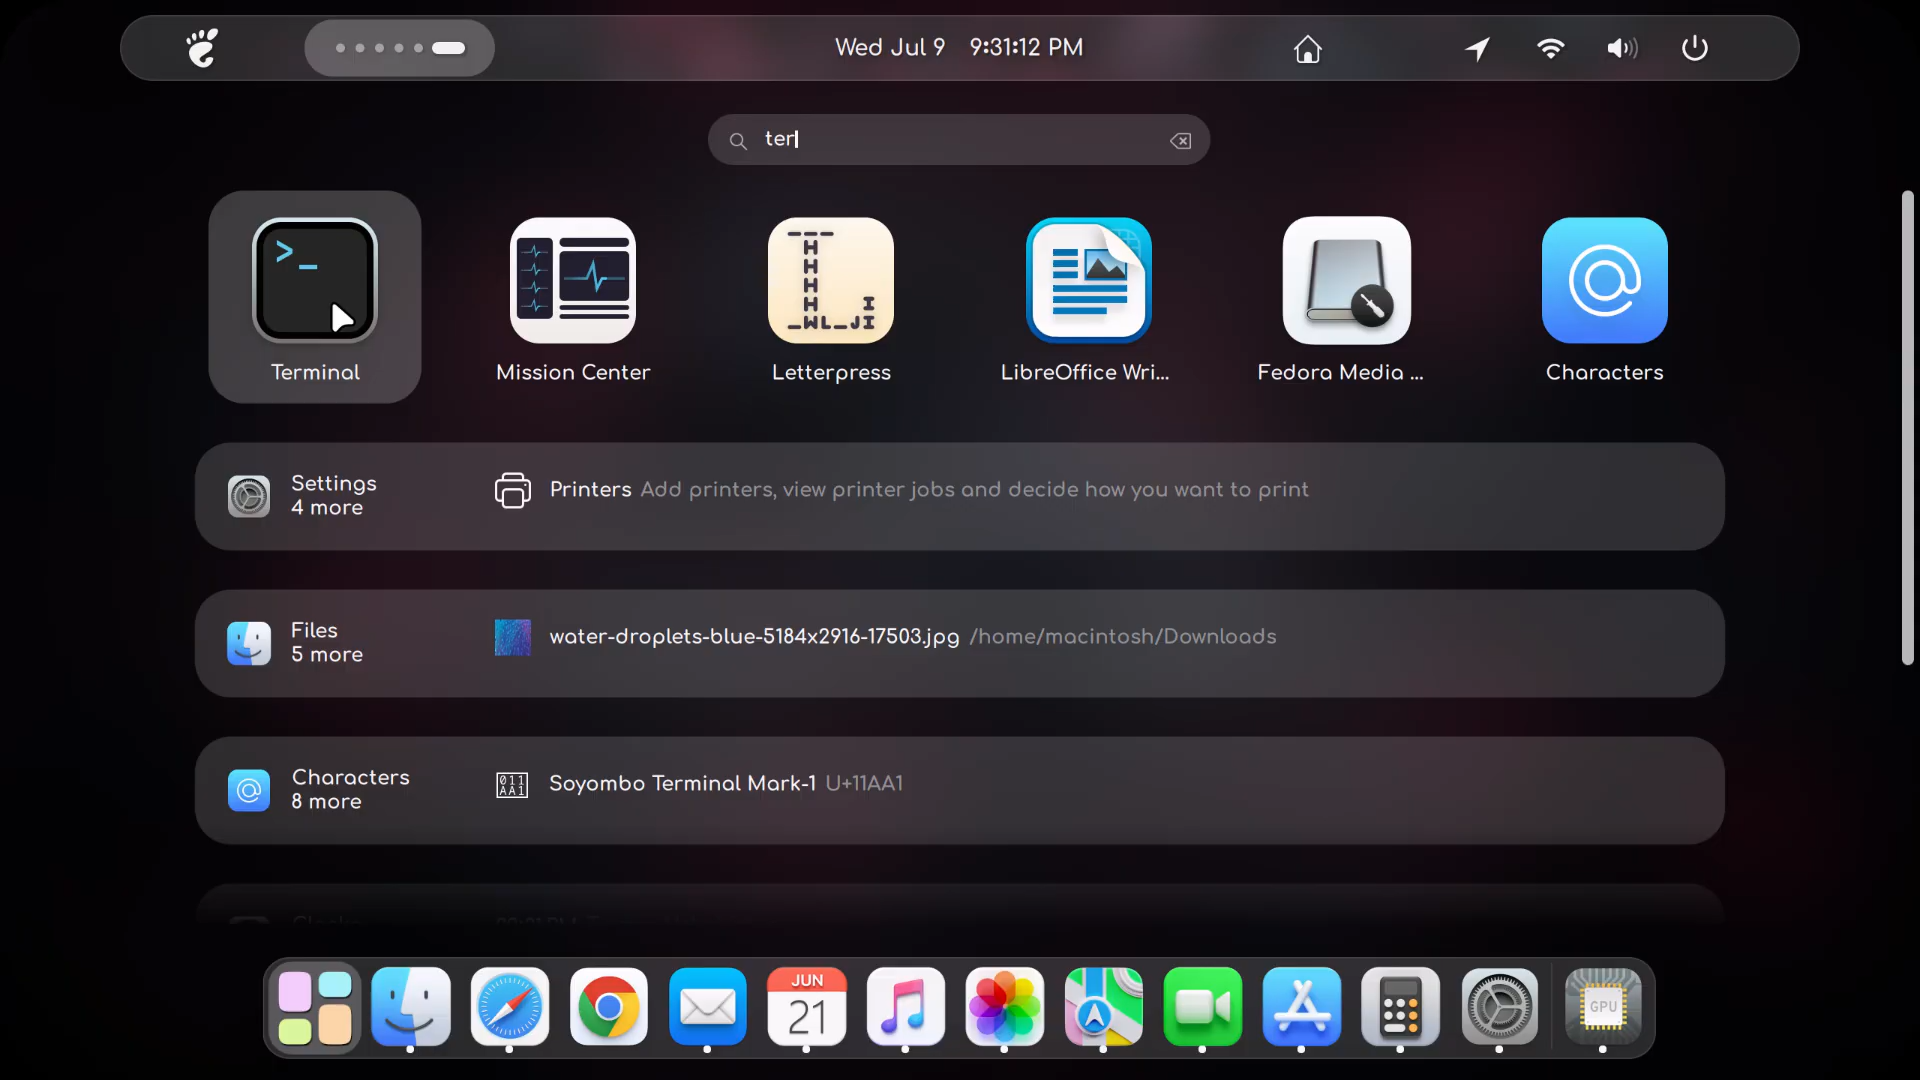 Wed Jul 9 9:31:12 PM
ter
Terminal
Mission Center
Letterpress
LibreOffice Wri...
Fedora Media ...
Characters
Settings
4 more
Printers Add printers, view printer jobs and decide how you want to print
Files
5 more
water-droplets-blue-5184x2916-17503.jpg /home/macintosh/Downloads
Characters
8 more
Soyombo Terminal Mark-1 U+11AA1
JUN
21
GPU